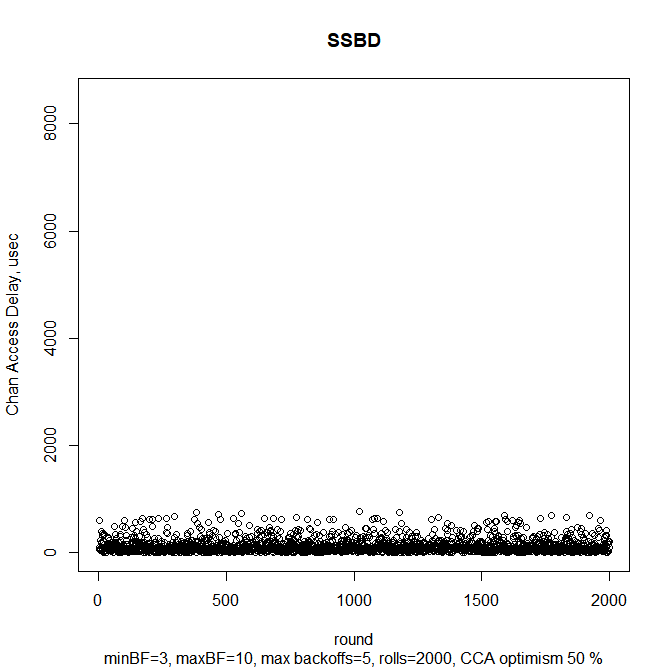 SSBD
8000
6000
4000
2000
0
Chan Access Delay, usec
0 500 1000 1500 2000
round
minBF=3, maxBF=10, max backoffs=5, rolls=2000, CCA optimism 50 %